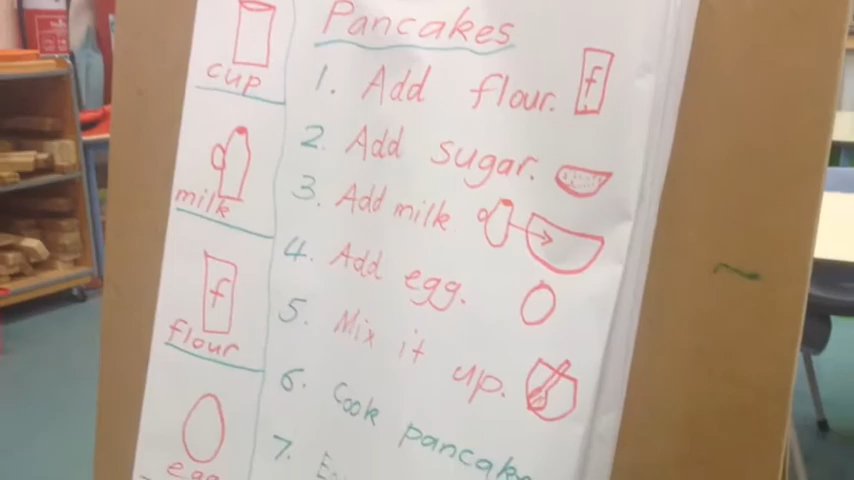 Pancakes
1. Add flour. f
2. Add sugar.
3. Add milk
4. Add egg.
5. Mix it up.
6. Cook pancake
7.
cup
milk
f
flour
egg